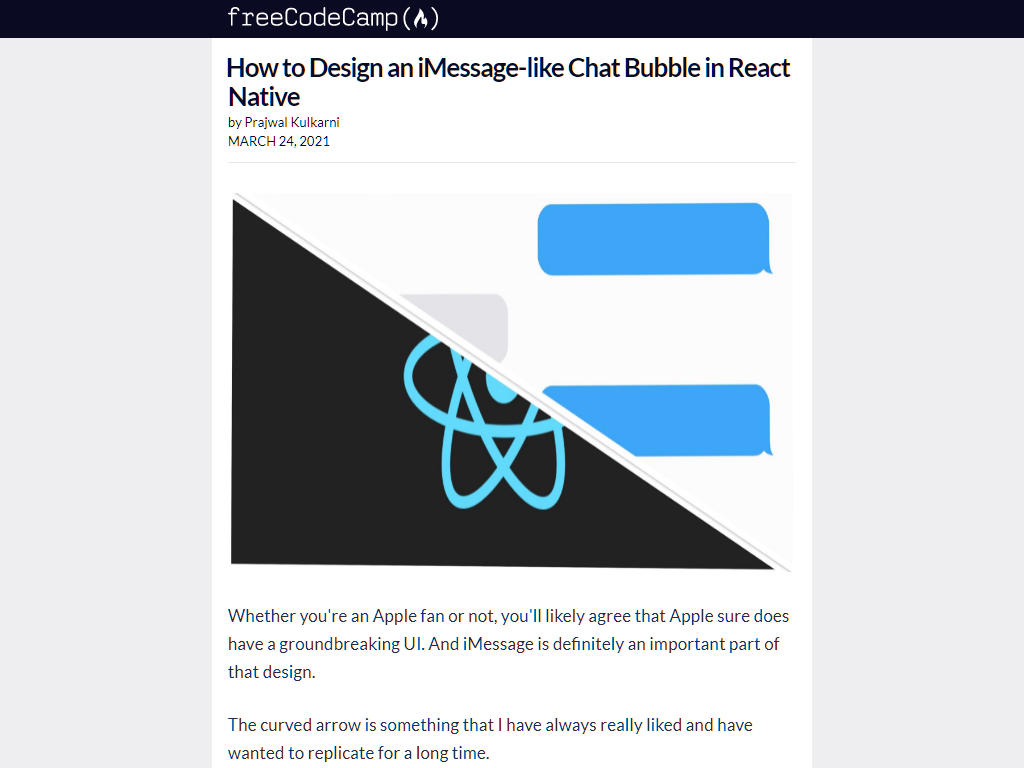 freeCodeCamp(🔥)
How to Design an iMessage-like Chat Bubble in React
Native
by Prajwal Kulkarni
MARCH 24, 2021
Whether you're an Apple fan or not, you'll likely agree that Apple sure does
have a groundbreaking UI. And iMessage is definitely an important part of
that design.
The curved arrow is something that I have always really liked and have
wanted to replicate for a long time.